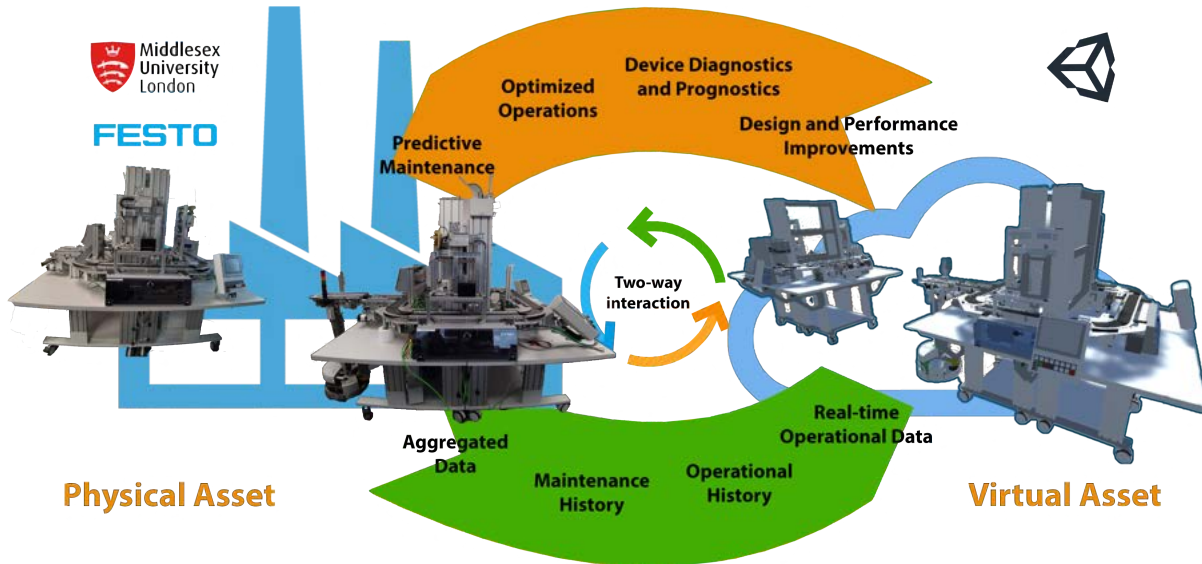 Middlesex
University
London
FESTO
Optimized
Operations
Device Diagnostics
and Prognostics
Predictive
Maintenance
Design and Performance
Improvements
Two-way
interaction
Aggregated
Data
Maintenance
History
Operational
History
Real-time
Operational Data
Physical Asset
Virtual Asset